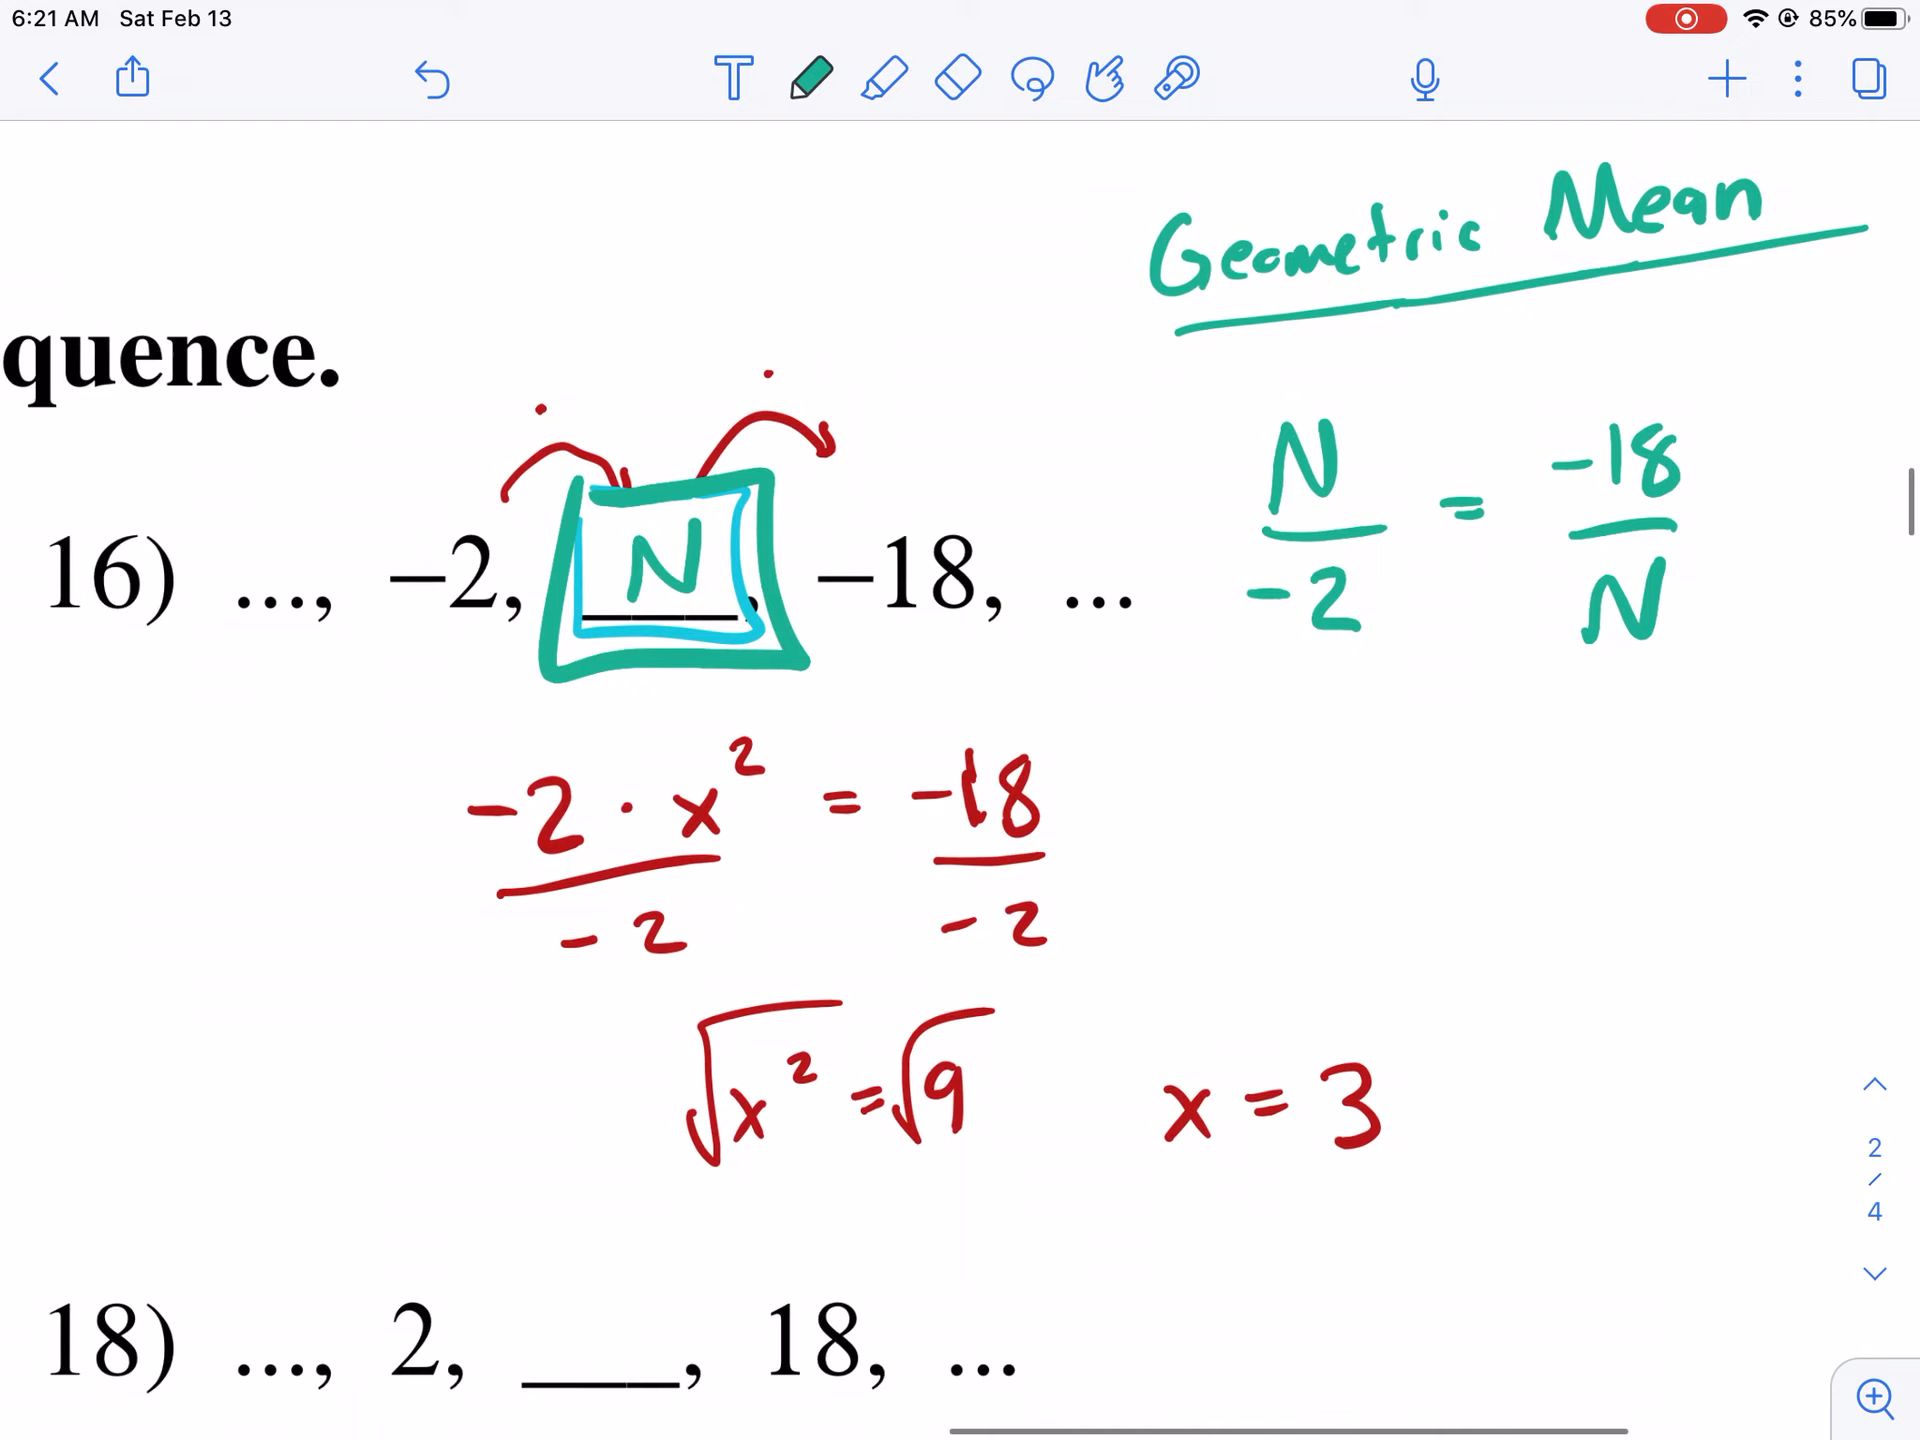 6:21 AM Sat Feb 13
85%
T
Geometric Mean
quence.
16) ..., −2, N ___, −18, ...
N/-2 = -18/N
-2 · x² = -18
-2 -2
√x² = √9 x = 3
2
/
4
18) ..., 2, ___, 18, ...